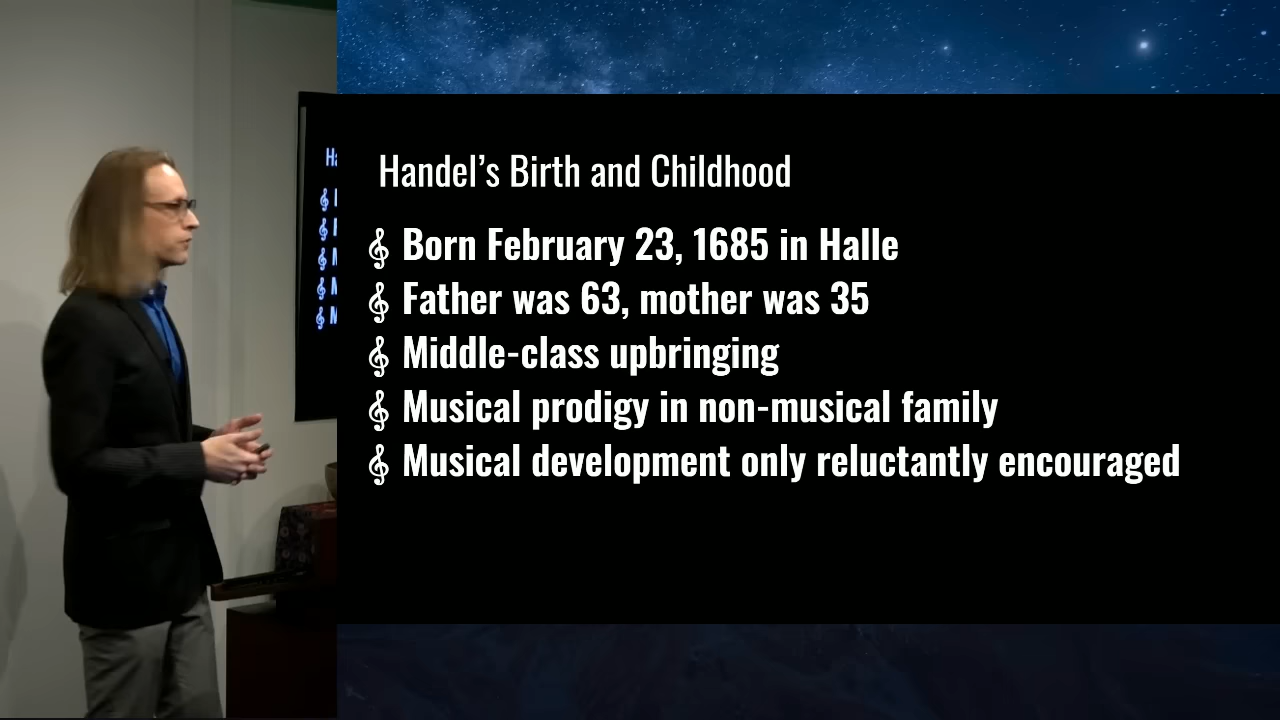 Handel’s Birth and Childhood
Born February 23, 1685 in Halle
Father was 63, mother was 35
Middle-class upbringing
Musical prodigy in non-musical family
Musical development only reluctantly encouraged
Ha